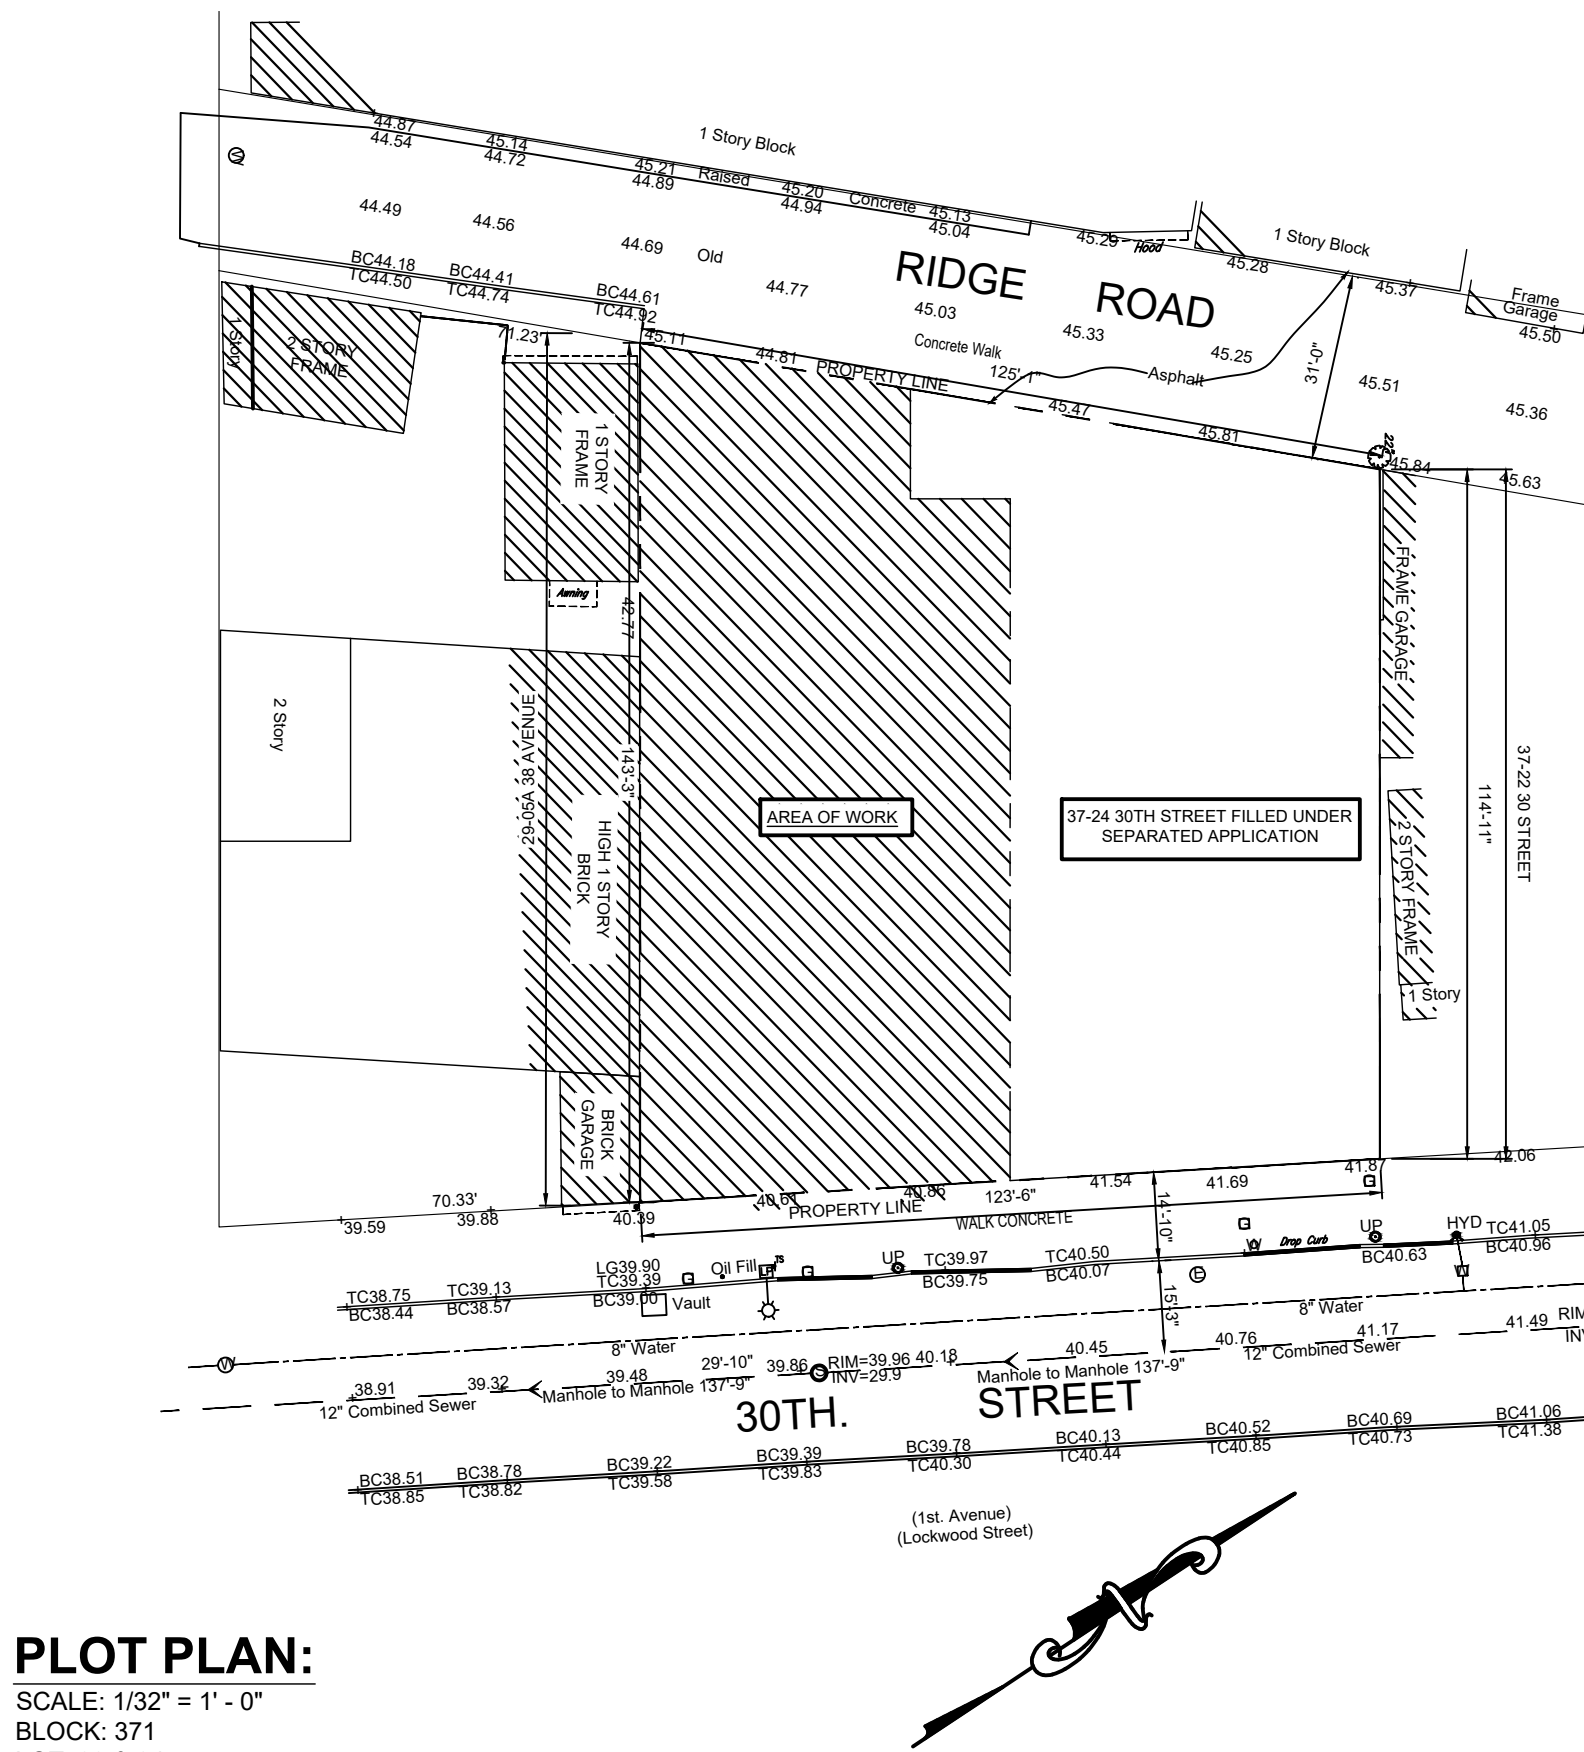 1 Story Block
44.87
44.54
45.14
44.72
45.21
44.89
Raised
45.20
44.94
Concrete
45.13
45.04
45.29
Hood
1 Story Block
45.28
45.37
Frame
Garage
45.50
W
44.49
44.56
44.69
Old
44.77
RIDGE ROAD
45.03
45.33
45.25
45.51
45.36
BC44.18
TC44.50
BC44.41
TC44.74
BC44.61
TC44.92
71.23'
45.11
44.81
PROPERTY LINE
Concrete Walk
125'-1"
Asphalt
31'-0"
45.47
45.81
22"
45.84
45.63
1 Story
2 STORY
FRAME
1 STORY
FRAME
Awning
42.77
FRAME GARAGE
2 Story
29-05A 38 AVENUE
143'-3"
HIGH 1 STORY
BRICK
AREA OF WORK
37-24 30TH STREET FILLED UNDER
SEPARATED APPLICATION
2 STORY FRAME
1 Story
114'-11"
37-22 30 STREET
BRICK
GARAGE
70.33'
39.59
39.88
40.39
40.61
40.86
PROPERTY LINE
123'-6"
WALK CONCRETE
41.54
41.69
41.87
42.06
G
14'-10"
LG39.90
TC39.39
BC39.00
G
Oil Fill
TS
G
UP
TC39.97
BC39.75
TC40.50
BC40.07
G
W
Drop Curb
UP
BC40.63
HYD
TC41.05
BC40.96
W
E
TC38.75
BC38.44
TC39.13
BC38.57
Vault
15'-3"
8" Water
8" Water
W
38.91
39.32
39.48
29'-10"
39.86
S
RIM=39.96
INV=29.9
40.18
40.45
40.76
41.17
41.49
RIM
INV
12" Combined Sewer
Manhole to Manhole 137'-9"
Manhole to Manhole 137'-9"
12" Combined Sewer
30TH. STREET
BC38.51
TC38.85
BC38.78
TC38.82
BC39.22
TC39.58
BC39.39
TC39.83
BC39.78
TC40.30
BC40.13
TC40.44
BC40.52
TC40.85
BC40.69
TC40.73
BC41.06
TC41.38
(1st. Avenue)
(Lockwood Street)
PLOT PLAN:
SCALE: 1/32" = 1' - 0"
BLOCK: 371